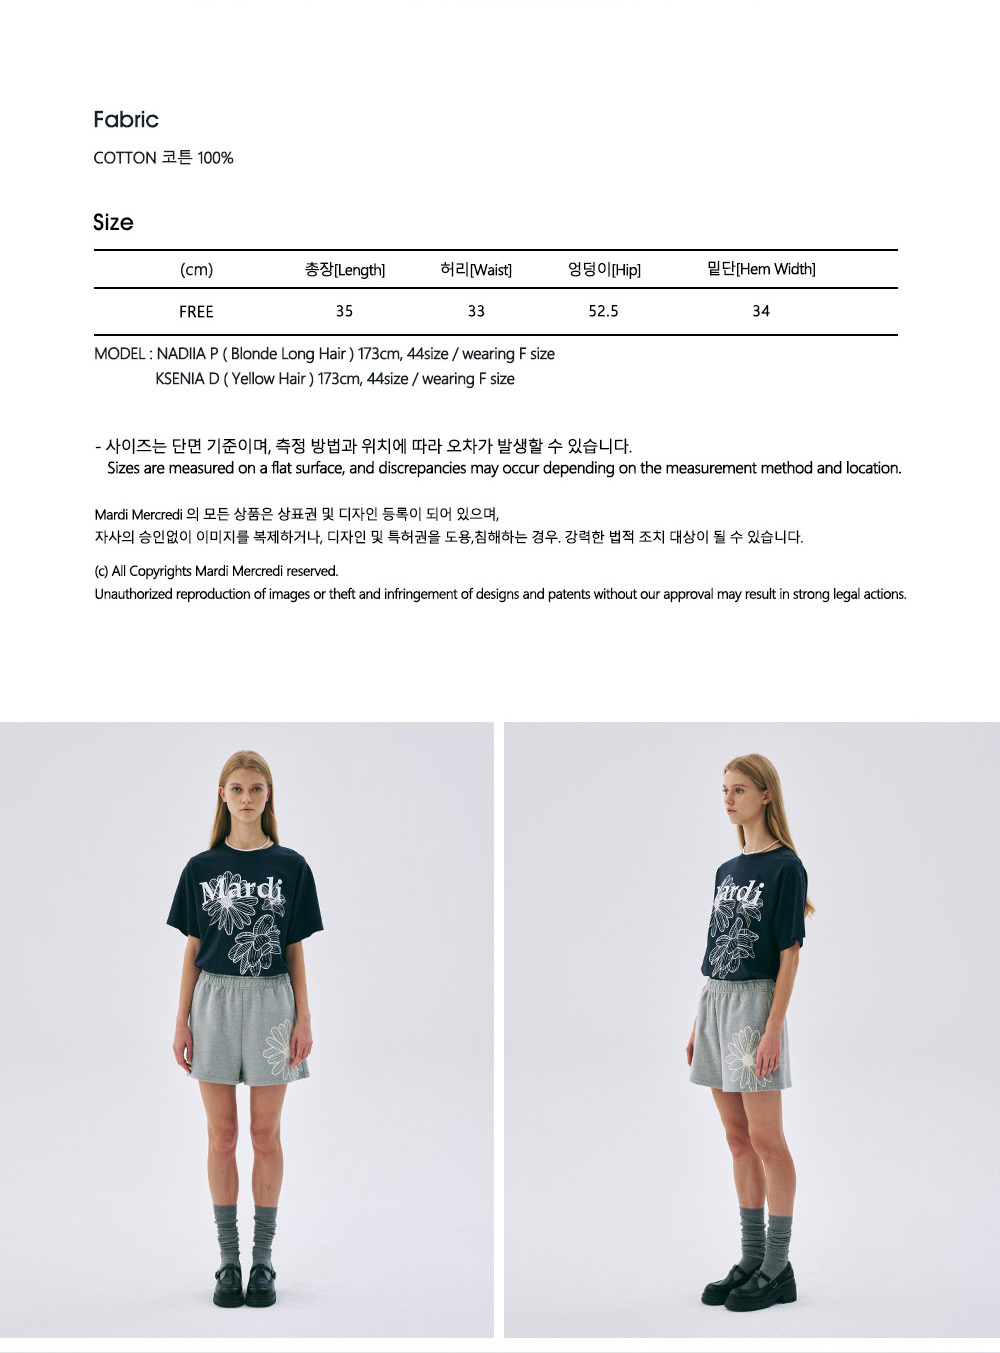 Fabric
COTTON 코튼 100%
Size
(cm) 총장[Length] 허리[Waist] 엉덩이[Hip] 밑단[Hem Width]
FREE 35 33 52.5 34
MODEL : NADIIA P ( Blonde Long Hair ) 173cm, 44size / wearing F size
KSENIA D ( Yellow Hair ) 173cm, 44size / wearing F size
- 사이즈는 단면 기준이며, 측정 방법과 위치에 따라 오차가 발생할 수 있습니다.
Sizes are measured on a flat surface, and discrepancies may occur depending on the measurement method and location.
Mardi Mercredi 의 모든 상품은 상표권 및 디자인 등록이 되어 있으며,
자사의 승인없이 이미지를 복제하거나, 디자인 및 특허권을 도용,침해하는 경우. 강력한 법적 조치 대상이 될 수 있습니다.
(c) All Copyrights Mardi Mercredi reserved.
Unauthorized reproduction of images or theft and infringement of designs and patents without our approval may result in strong legal actions.
Mardi
ardi